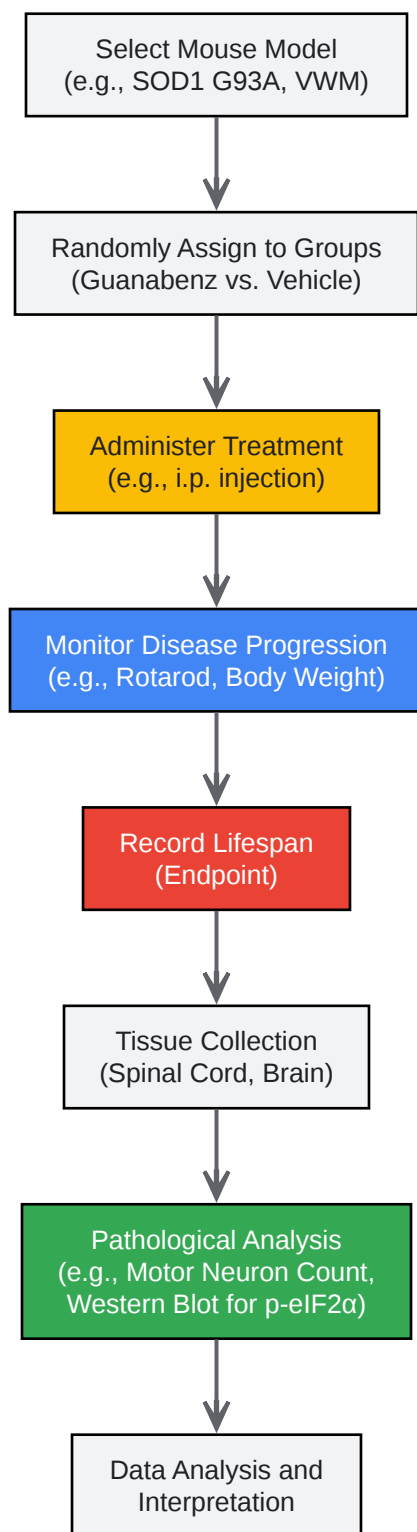 Select Mouse Model
(e.g., SOD1 G93A, VWM)
Randomly Assign to Groups
(Guanabenz vs. Vehicle)
Administer Treatment
(e.g., i.p. injection)
Monitor Disease Progression
(e.g., Rotarod, Body Weight)
Record Lifespan
(Endpoint)
Tissue Collection
(Spinal Cord, Brain)
Pathological Analysis
(e.g., Motor Neuron Count,
Western Blot for p-eIF2α)
Data Analysis and
Interpretation